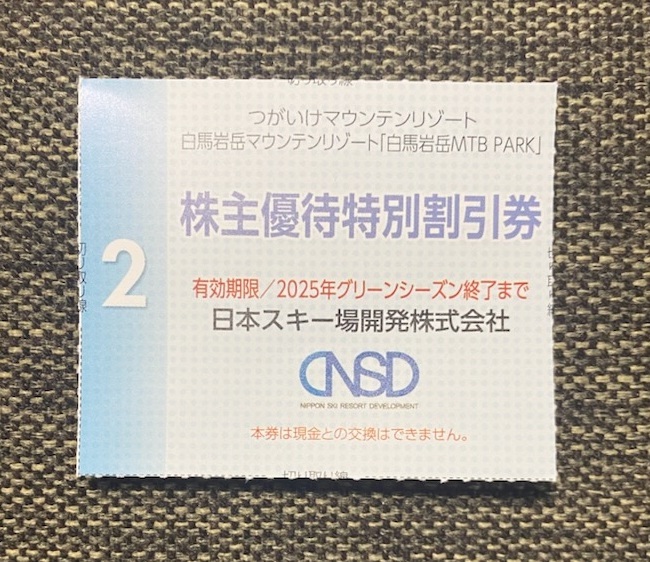 つがいけマウンテンリゾート
白馬岩岳マウンテンリゾート「白馬岩岳MTB PARK」
株主優待特別割引券
2
有効期限／2025年グリーンシーズン終了まで
日本スキー場開発株式会社
NSD
NIPPON SKI RESORT DEVELOPMENT
本券は現金との交換はできません。
切り取り線